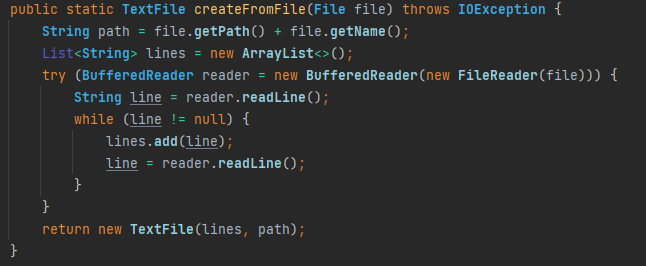 public static TextFile createFromFile(File file) throws IOException {
    String path = file.getPath() + file.getName();
    List<String> lines = new ArrayList<>();
    try (BufferedReader reader = new BufferedReader(new FileReader(file))) {
        String line = reader.readLine();
        while (line != null) {
            lines.add(line);
            line = reader.readLine();
        }
    }
    return new TextFile(lines, path);
}